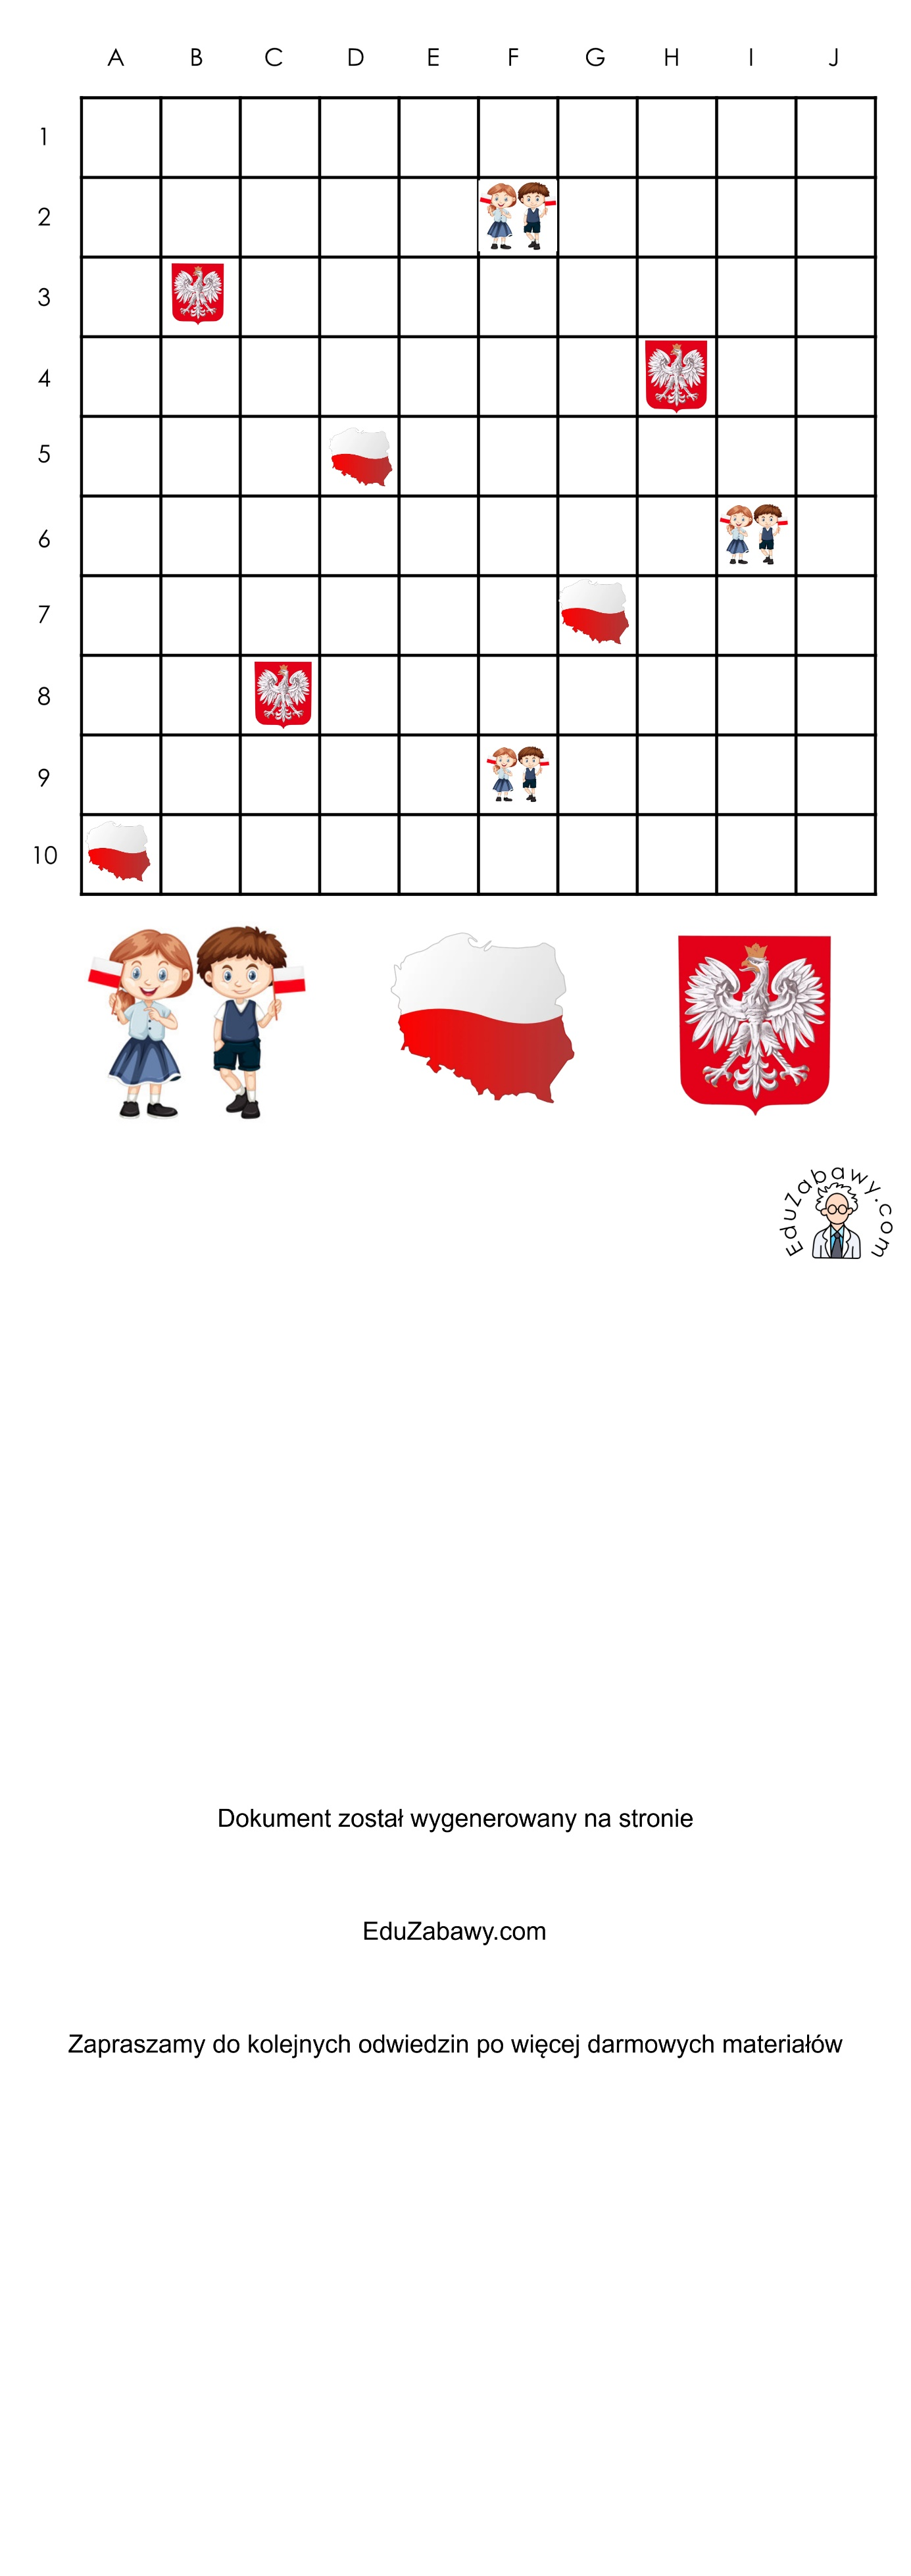 A B C D E F G H I J
1
2
3
4
5
6
7
8
9
10
EduZabawy.com
Dokument został wygenerowany na stronie
EduZabawy.com
Zapraszamy do kolejnych odwiedzin po więcej darmowych materiałów